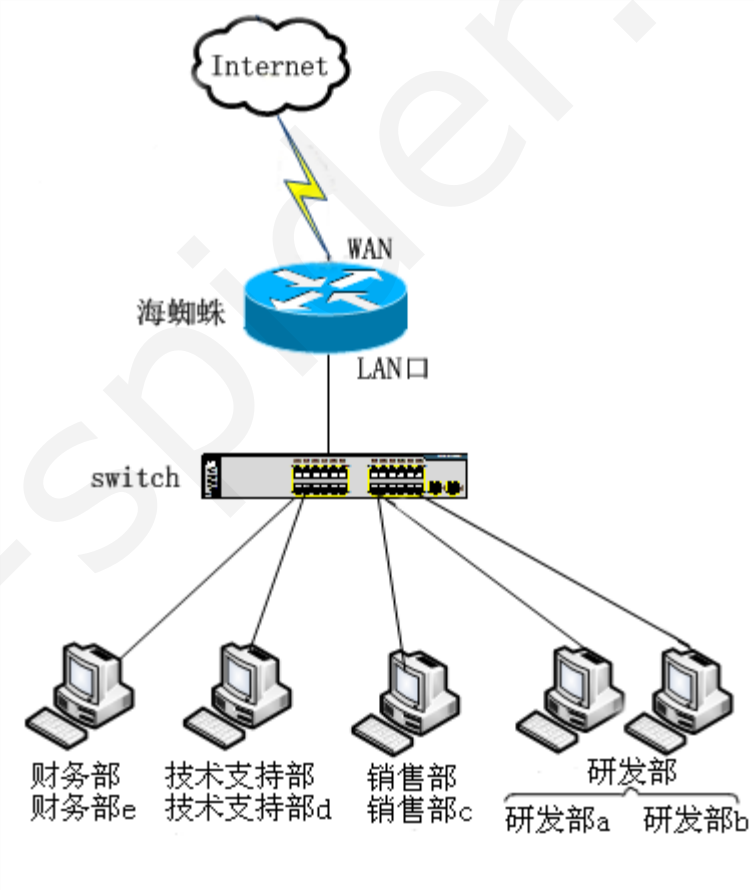 Internet
WAN
海蜘蛛
LAN口
switch
财务部 技术支持部 销售部 研发部
财务部e 技术支持部d 销售部c 研发部a 研发部b
spider.